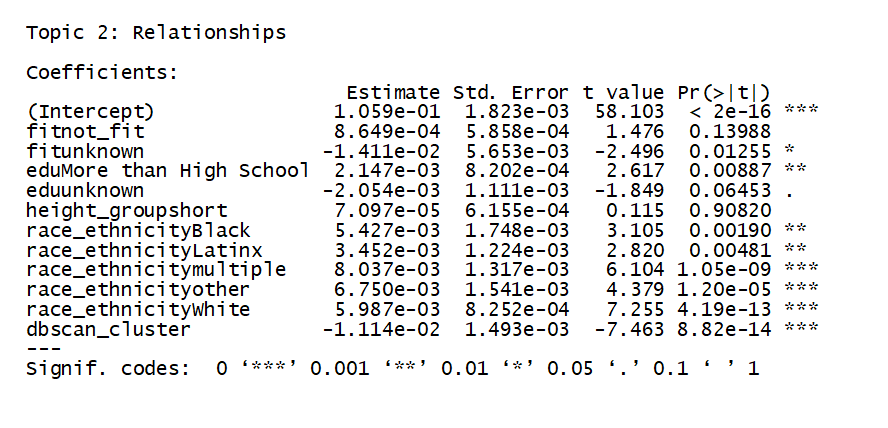 Topic 2: Relationships
Coefficients:
Estimate Std. Error t value Pr(>|t|)
(Intercept) 1.059e-01 1.823e-03 58.103 < 2e-16 ***
fitnot_fit 8.649e-04 5.858e-04 1.476 0.13988
fitunknown -1.411e-02 5.653e-03 -2.496 0.01255 *
eduMore than High School 2.147e-03 8.202e-04 2.617 0.00887 **
eduunknown -2.054e-03 1.111e-03 -1.849 0.06453 .
height_groupshort 7.097e-05 6.155e-04 0.115 0.90820
race_ethnicityBlack 5.427e-03 1.748e-03 3.105 0.00190 **
race_ethnicityLatinx 3.452e-03 1.224e-03 2.820 0.00481 **
race_ethnicitymultiple 8.037e-03 1.317e-03 6.104 1.05e-09 ***
race_ethnicityother 6.750e-03 1.541e-03 4.379 1.20e-05 ***
race_ethnicityWhite 5.987e-03 8.252e-04 7.255 4.19e-13 ***
dbscan_cluster -1.114e-02 1.493e-03 -7.463 8.82e-14 ***
---
Signif. codes: 0 ‘***’ 0.001 ‘**’ 0.01 ‘*’ 0.05 ‘.’ 0.1 ‘ ’ 1